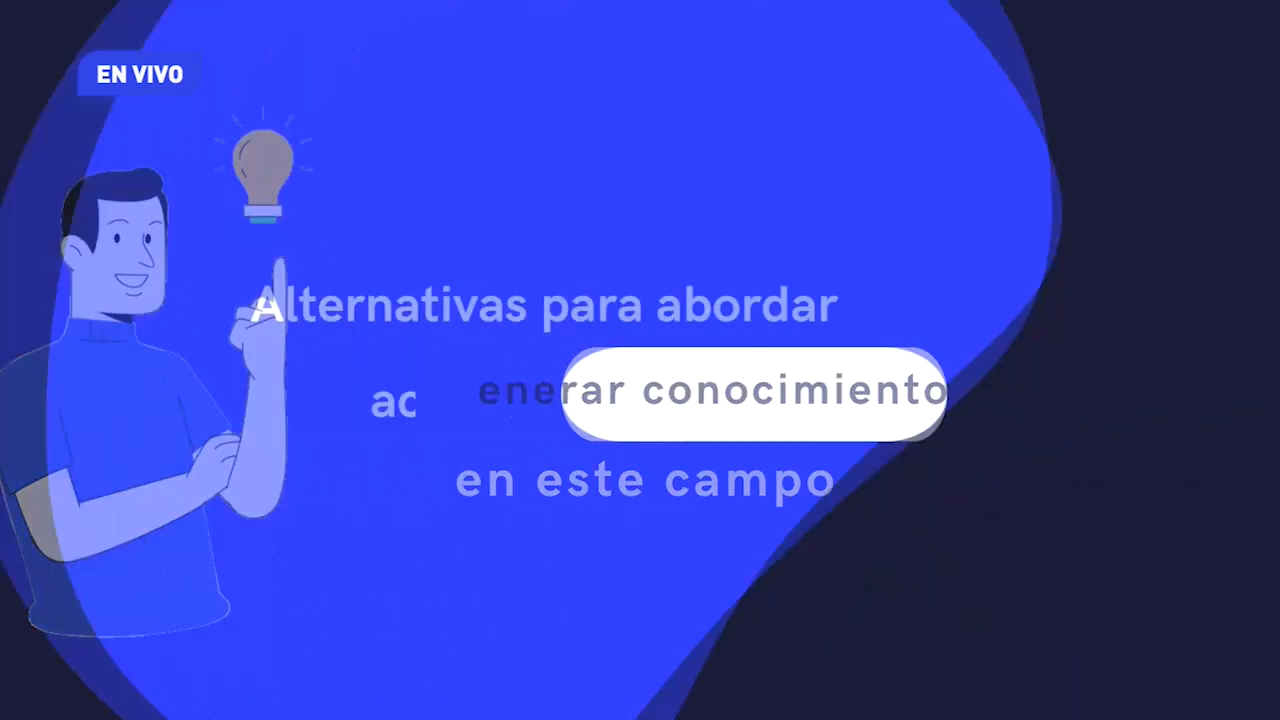 EN VIVO
Alternativas para abordar
ac enerar conocimiento
en este campo